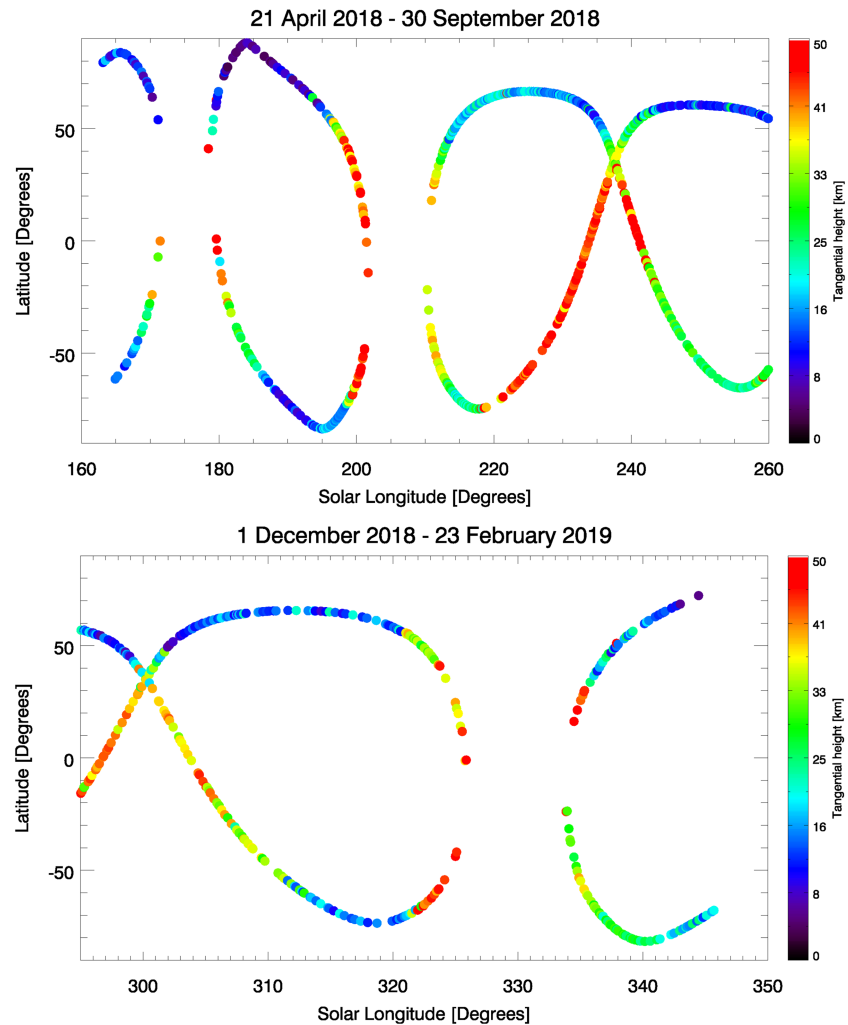 21 April 2018 - 30 September 2018
Latitude [Degrees]
50
0
-50
160 180 200 220 240 260
Solar Longitude [Degrees]
50
41
33
25
16
8
0
Tangential height [km]
1 December 2018 - 23 February 2019
Latitude [Degrees]
50
0
-50
300 310 320 330 340 350
Solar Longitude [Degrees]
50
41
33
25
16
8
0
Tangential height [km]